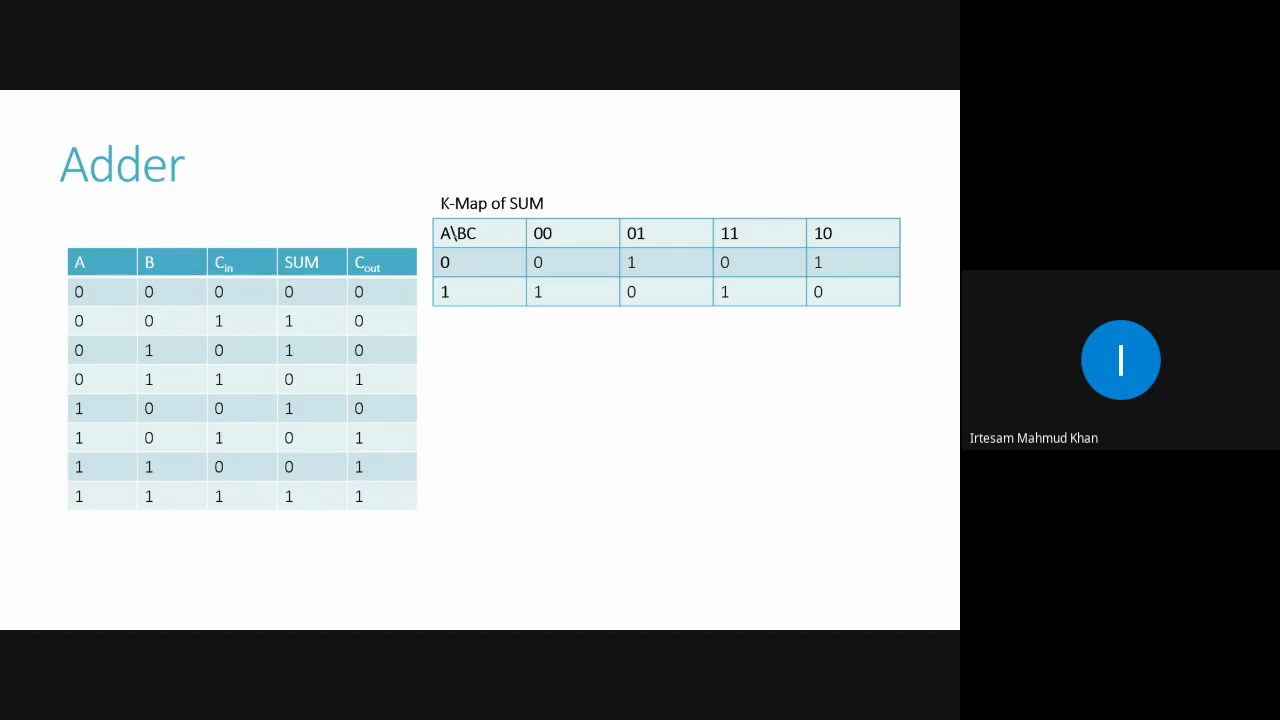 Adder
K-Map of SUM
A\BC 00 01 11 10
0 0 1 0 1
1 1 0 1 0
A B Cin SUM Cout
0 0 0 0 0
0 0 1 1 0
0 1 0 1 0
0 1 1 0 1
1 0 0 1 0
1 0 1 0 1
1 1 0 0 1
1 1 1 1 1
I
Irtesam Mahmud Khan